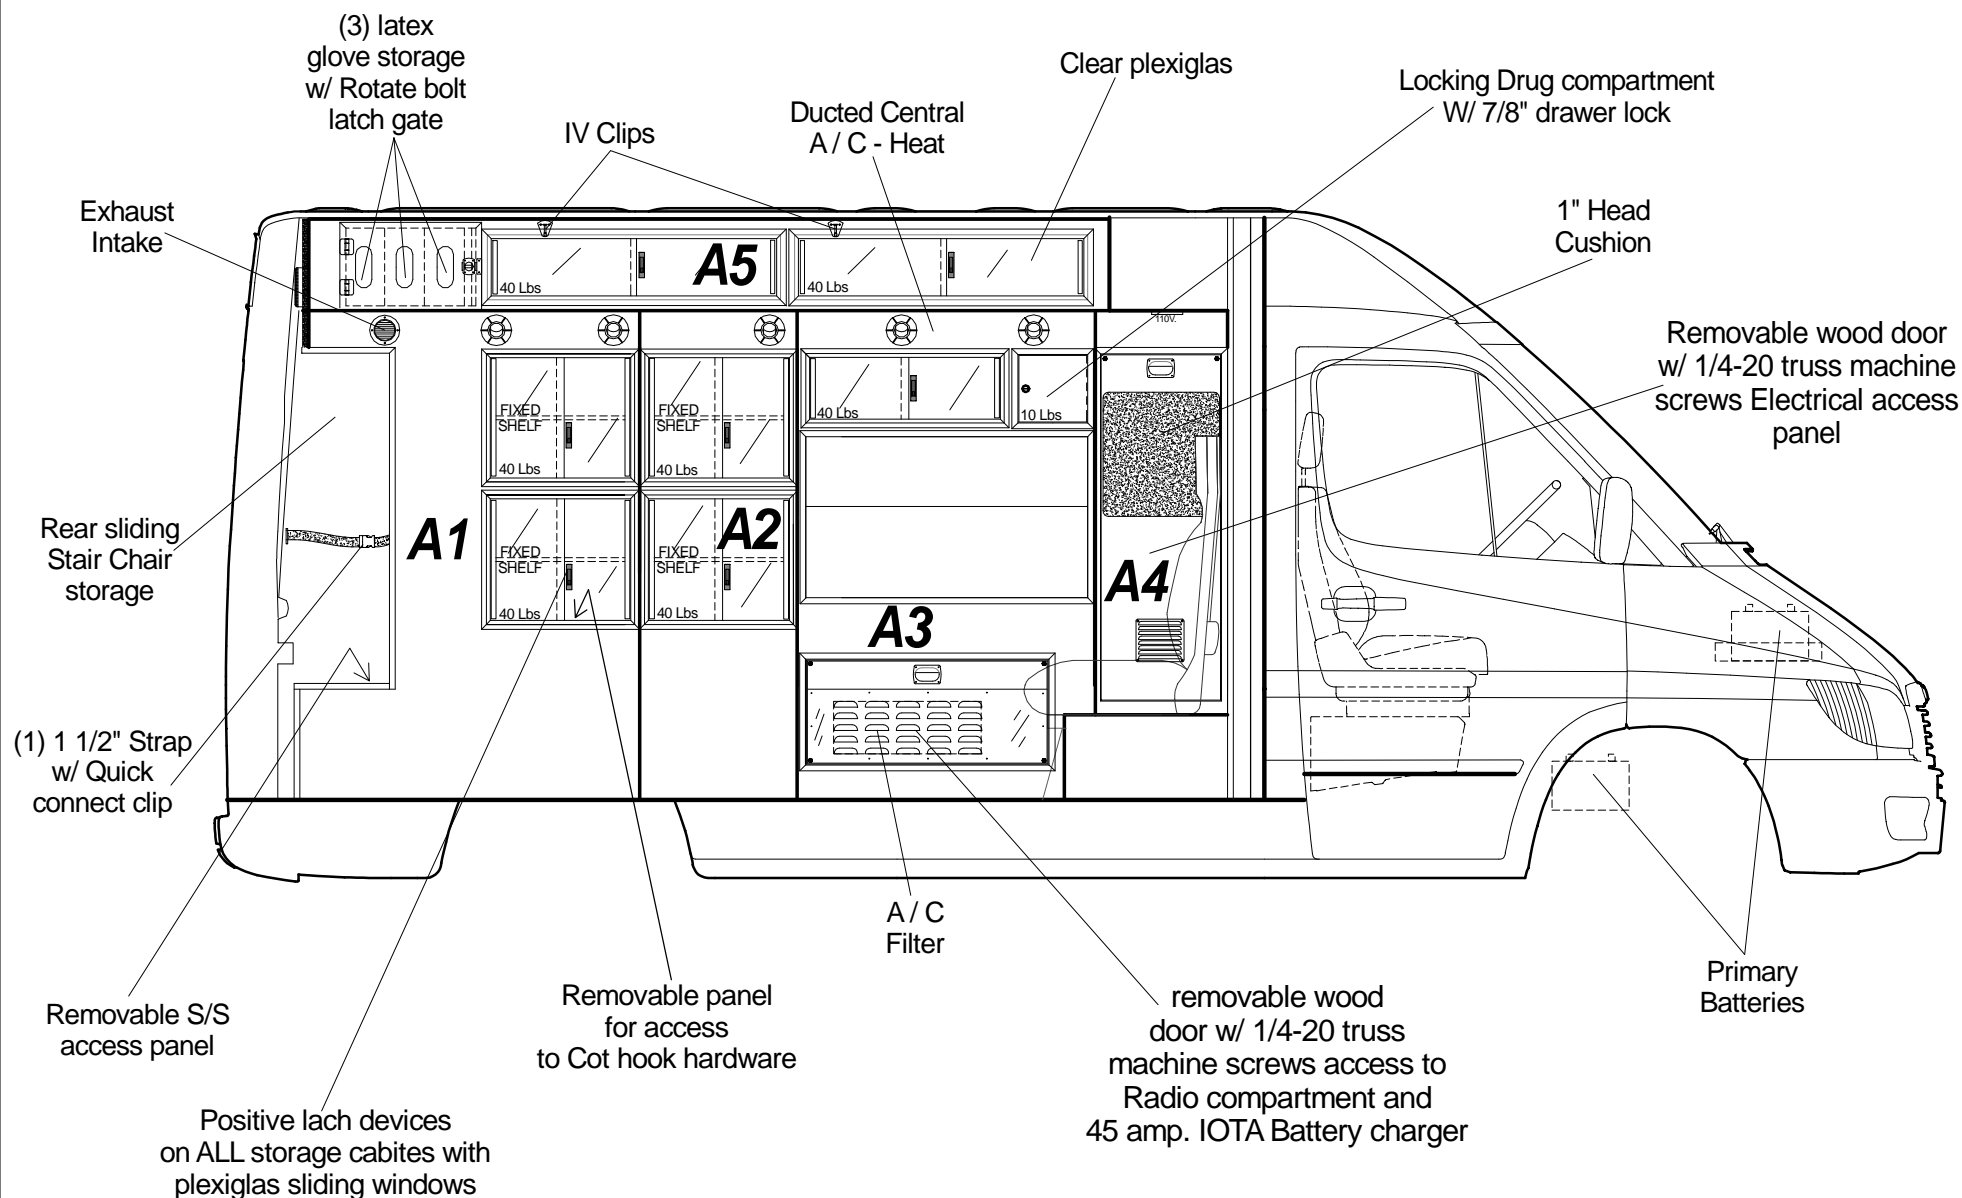 (3) latex
glove storage
w/ Rotate bolt
latch gate
IV Clips
Ducted Central
A / C - Heat
Clear plexiglas
Locking Drug compartment
W/ 7/8" drawer lock
Exhaust
Intake
1" Head
Cushion
Removable wood door
w/ 1/4-20 truss machine
screws Electrical access
panel
A5
40 Lbs
40 Lbs
110V.
FIXED
SHELF
40 Lbs
FIXED
SHELF
40 Lbs
40 Lbs
10 Lbs
Rear sliding
Stair Chair
storage
A1
FIXED
SHELF
40 Lbs
A2
FIXED
SHELF
40 Lbs
A3
A4
(1) 1 1/2" Strap
w/ Quick
connect clip
A / C
Filter
Primary
Batteries
Removable S/S
access panel
Removable panel
for access
to Cot hook hardware
removable wood
door w/ 1/4-20 truss
machine screws access to
Radio compartment and
45 amp. IOTA Battery charger
Positive lach devices
on ALL storage cabites with
plexiglas sliding windows